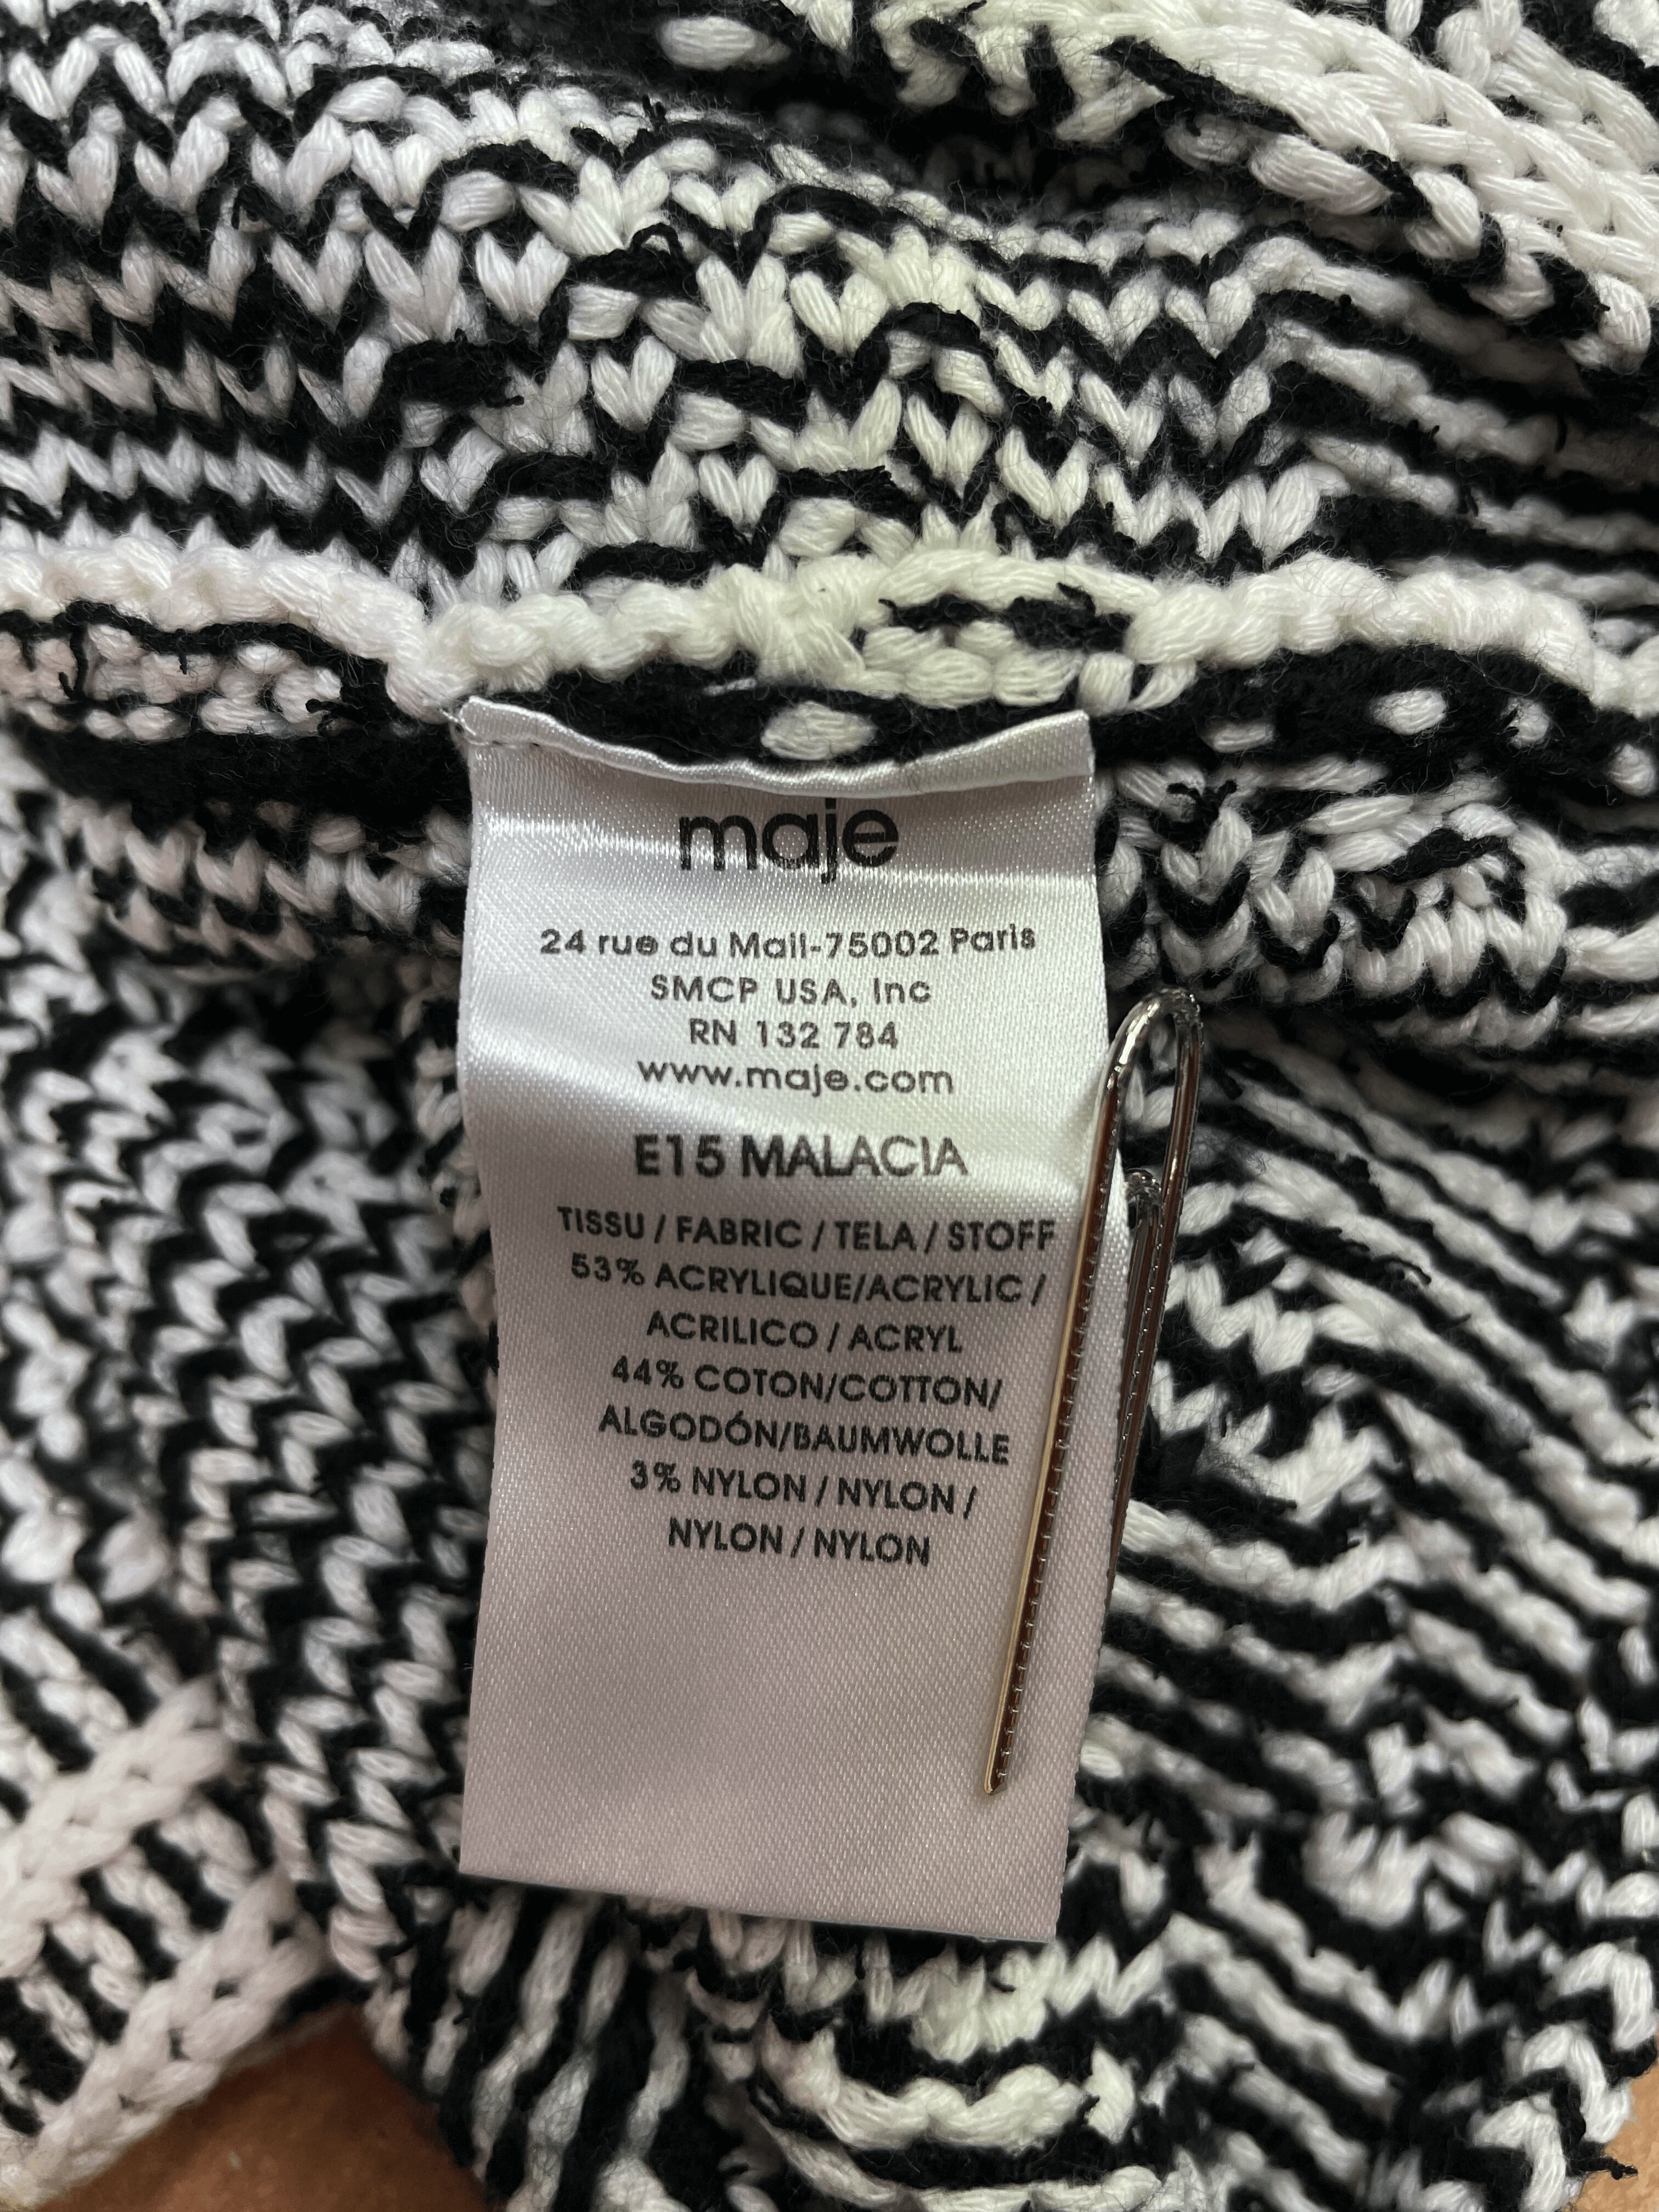 maje
24 rue du Mail-75002 Paris
SMCP USA, Inc
RN 132 784
www.maje.com
E15 MALACIA
TISSU / FABRIC / TELA / STOFF
53% ACRYLIQUE/ACRYLIC /
ACRILICO / ACRYL
44% COTON/COTTON/
ALGODÓN/BAUMWOLLE
3% NYLON / NYLON /
NYLON / NYLON